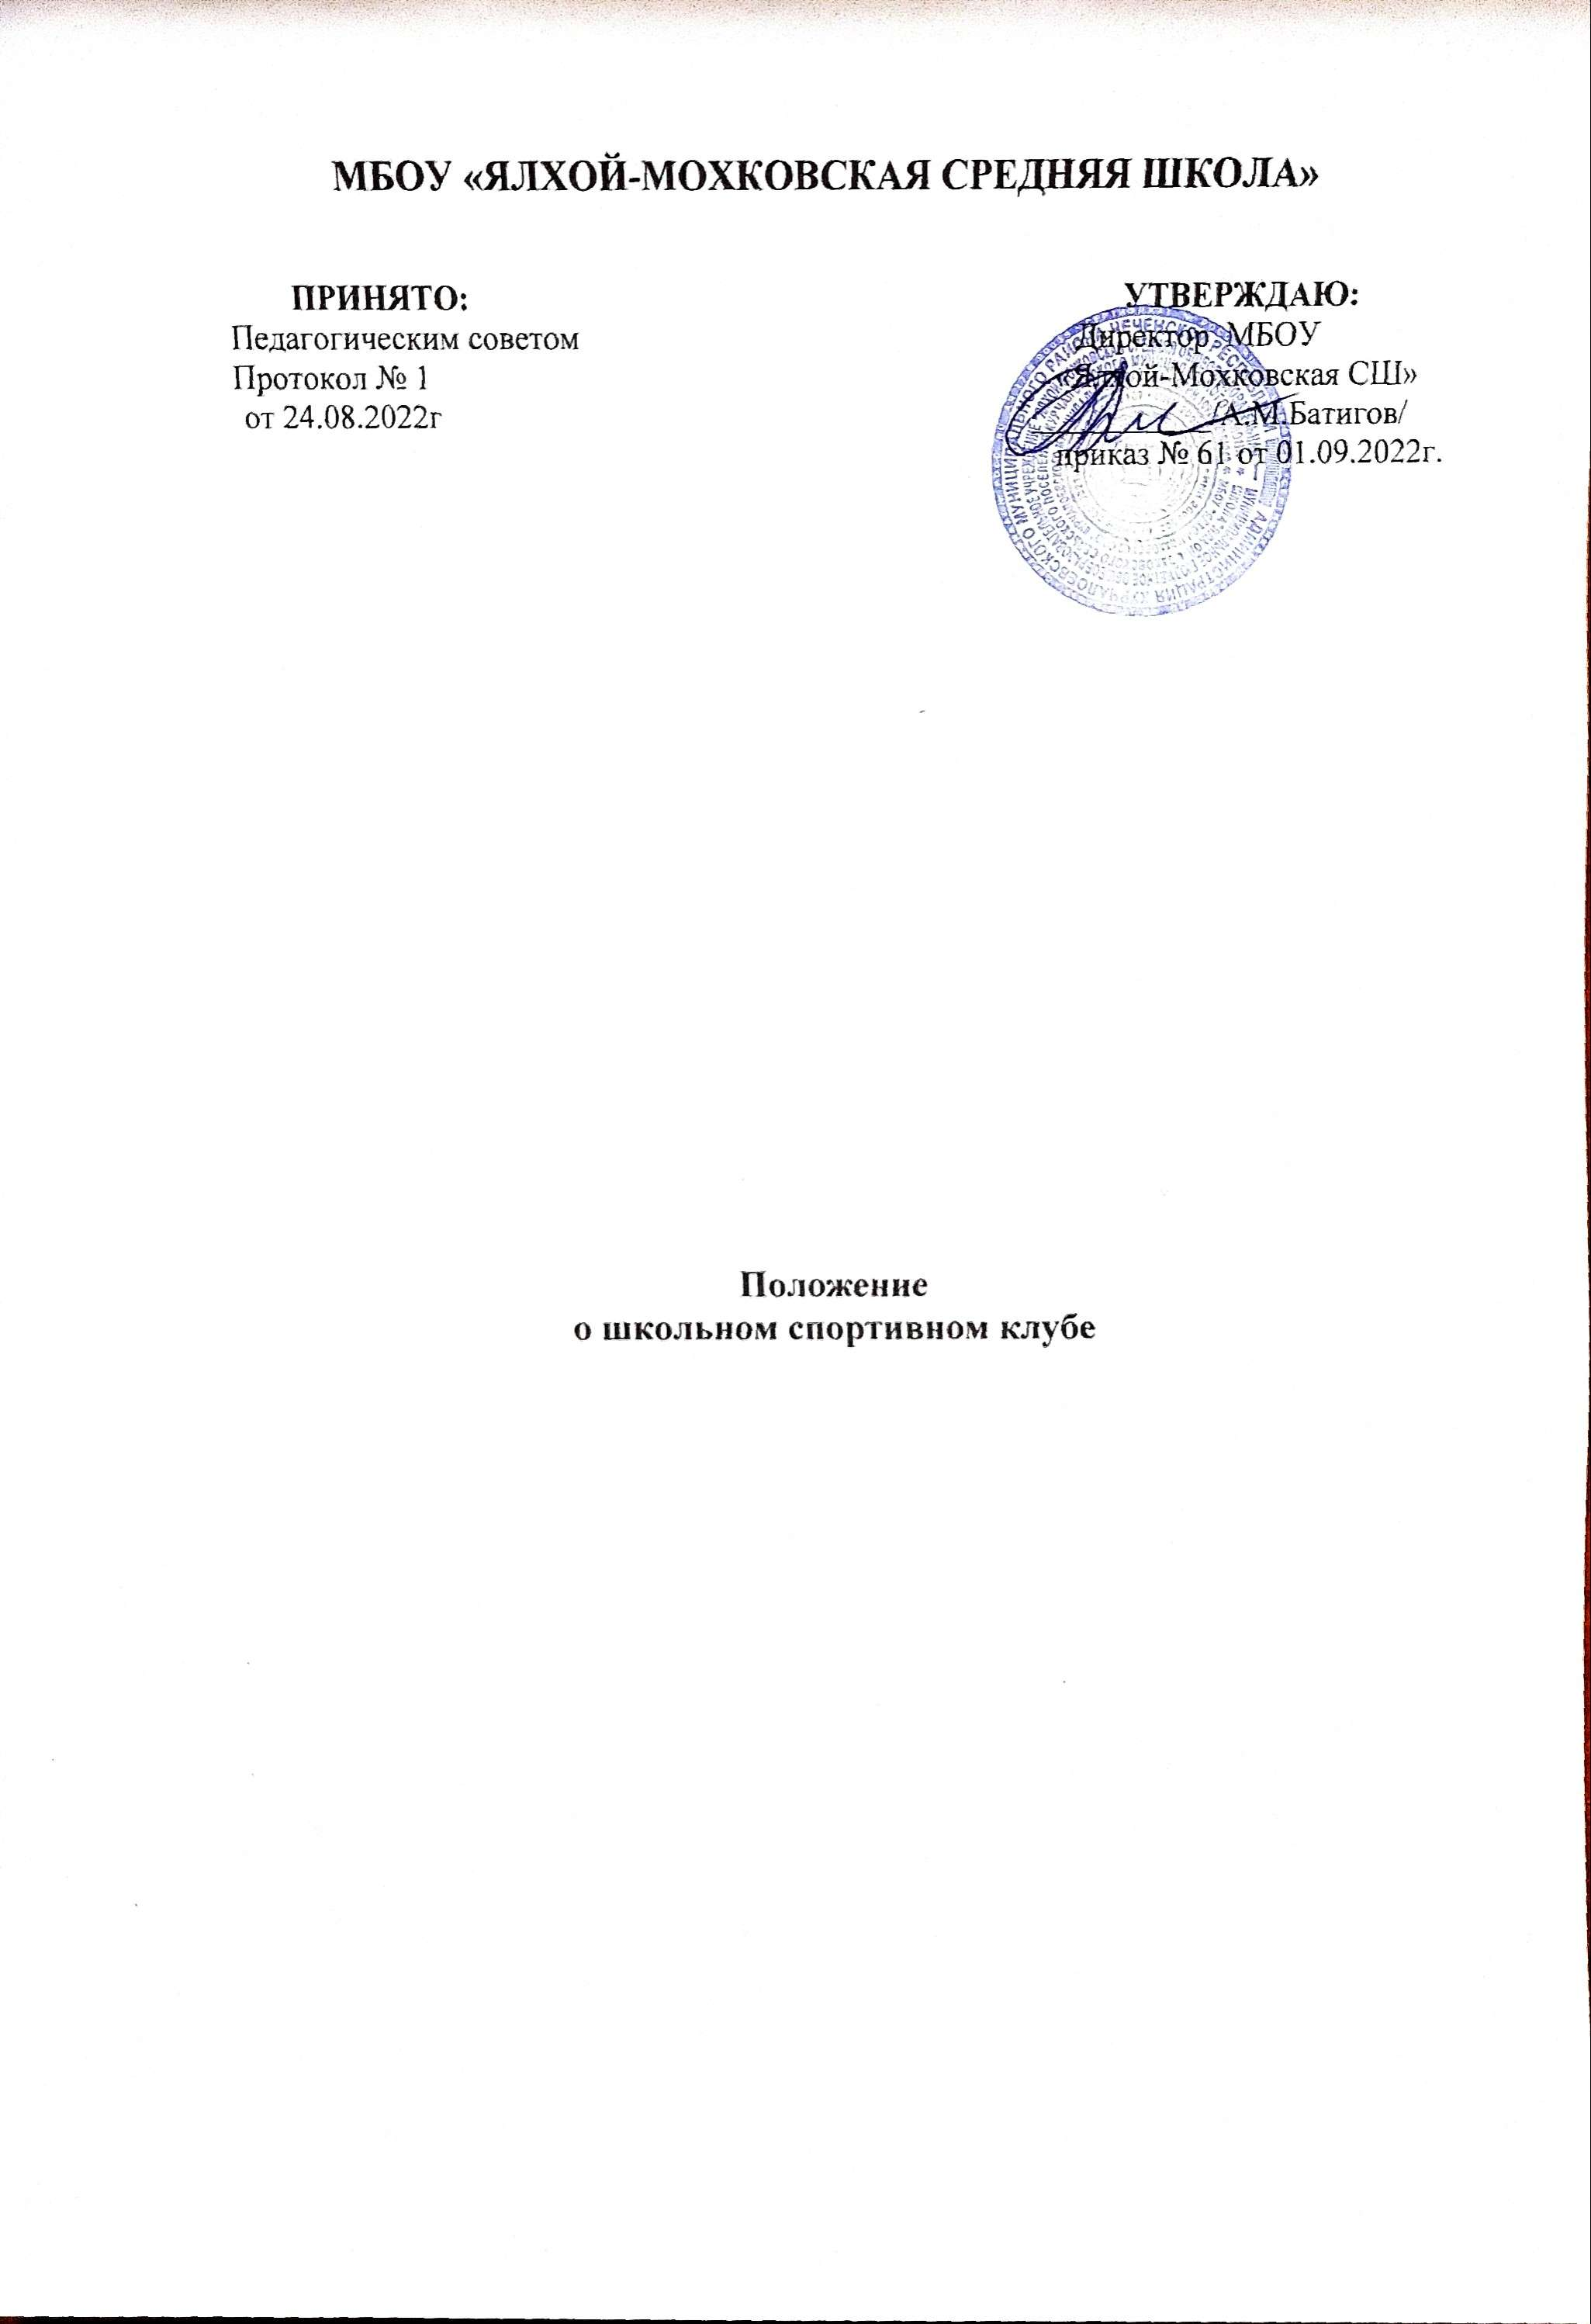 МБОУ «ЯЛХОЙ-МОХКОВСКАЯ СРЕДНЯЯ ШКОЛА»
ПРИНЯТО:
Педагогическим советом
Протокол № 1
от 24.08.2022г
УТВЕРЖДАЮ:
Директор МБОУ
«Ялхой-Мохковская СШ»
/А.М.Батигов/
приказ № 61 от 01.09.2022г.
Положение
о школьном спортивном клубе